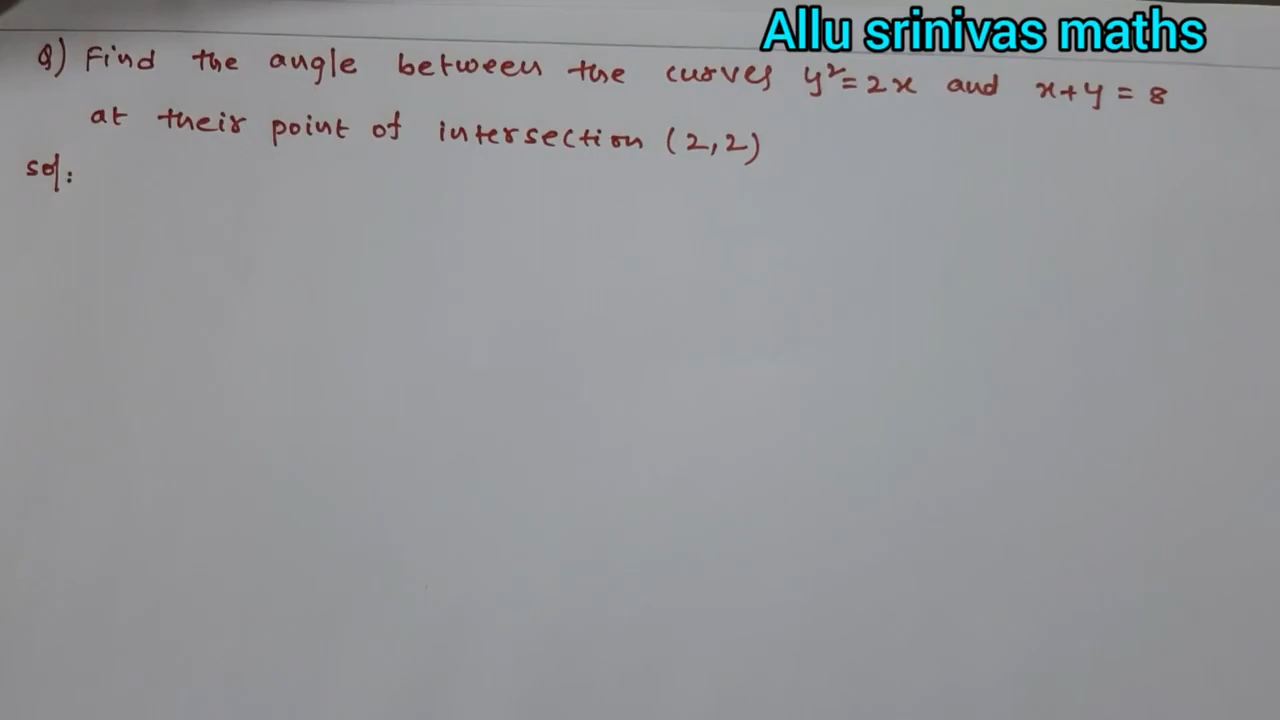 Allu srinivas maths
Q) Find the angle between the curves y²=2x and x+y=8
at their point of intersection (2,2)
sol: